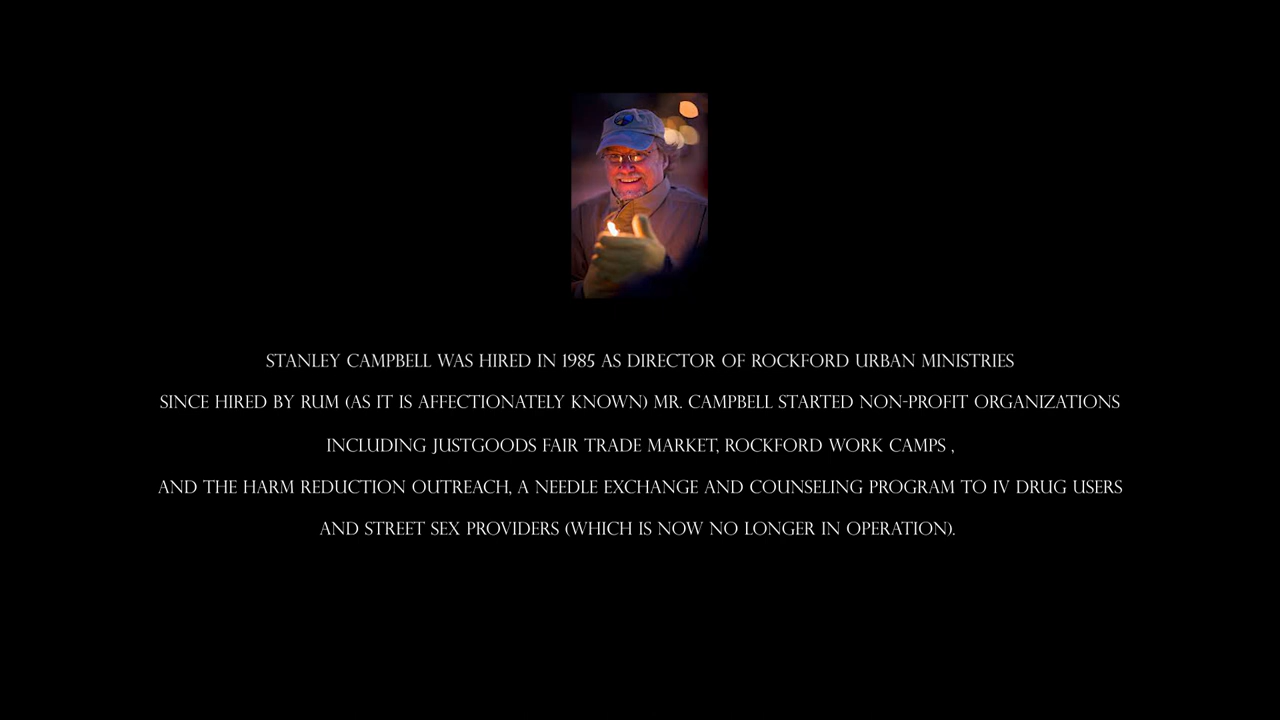 STANLEY CAMPBELL WAS HIRED IN 1985 AS DIRECTOR OF ROCKFORD URBAN MINISTRIES
SINCE HIRED BY RUM (AS IT IS AFFECTIONATELY KNOWN) MR. CAMPBELL STARTED NON-PROFIT ORGANIZATIONS
INCLUDING JUSTGOODS FAIR TRADE MARKET, ROCKFORD WORK CAMPS ,
AND THE HARM REDUCTION OUTREACH, A NEEDLE EXCHANGE AND COUNSELING PROGRAM TO IV DRUG USERS
AND STREET SEX PROVIDERS (WHICH IS NOW NO LONGER IN OPERATION).